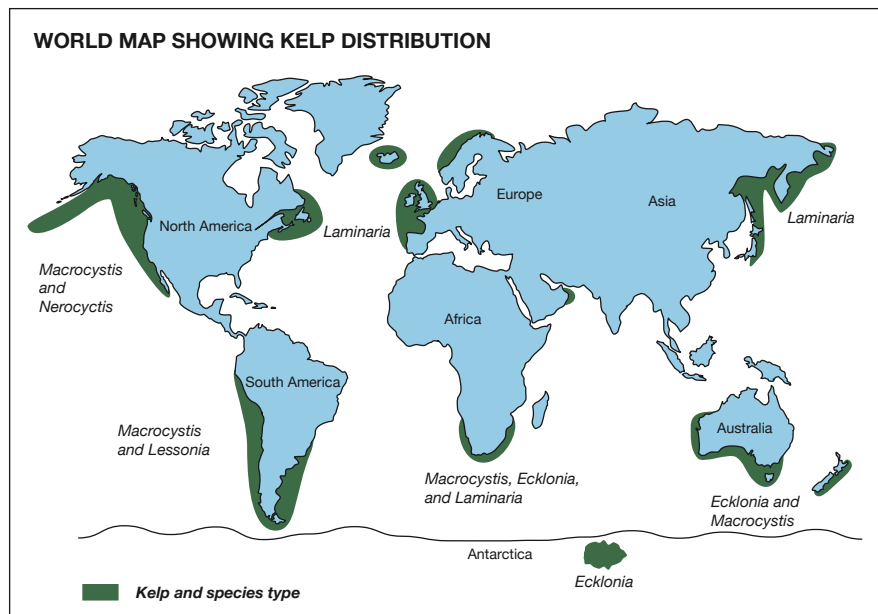 WORLD MAP SHOWING KELP DISTRIBUTION
Europe
Asia
North America
Laminaria
Laminaria
Macrocystis
and
Nerocyctis
Africa
South America
Australia
Macrocystis
and Lessonia
Macrocystis, Ecklonia,
and Laminaria
Ecklonia and
Macrocystis
Antarctica
Ecklonia
Kelp and species type